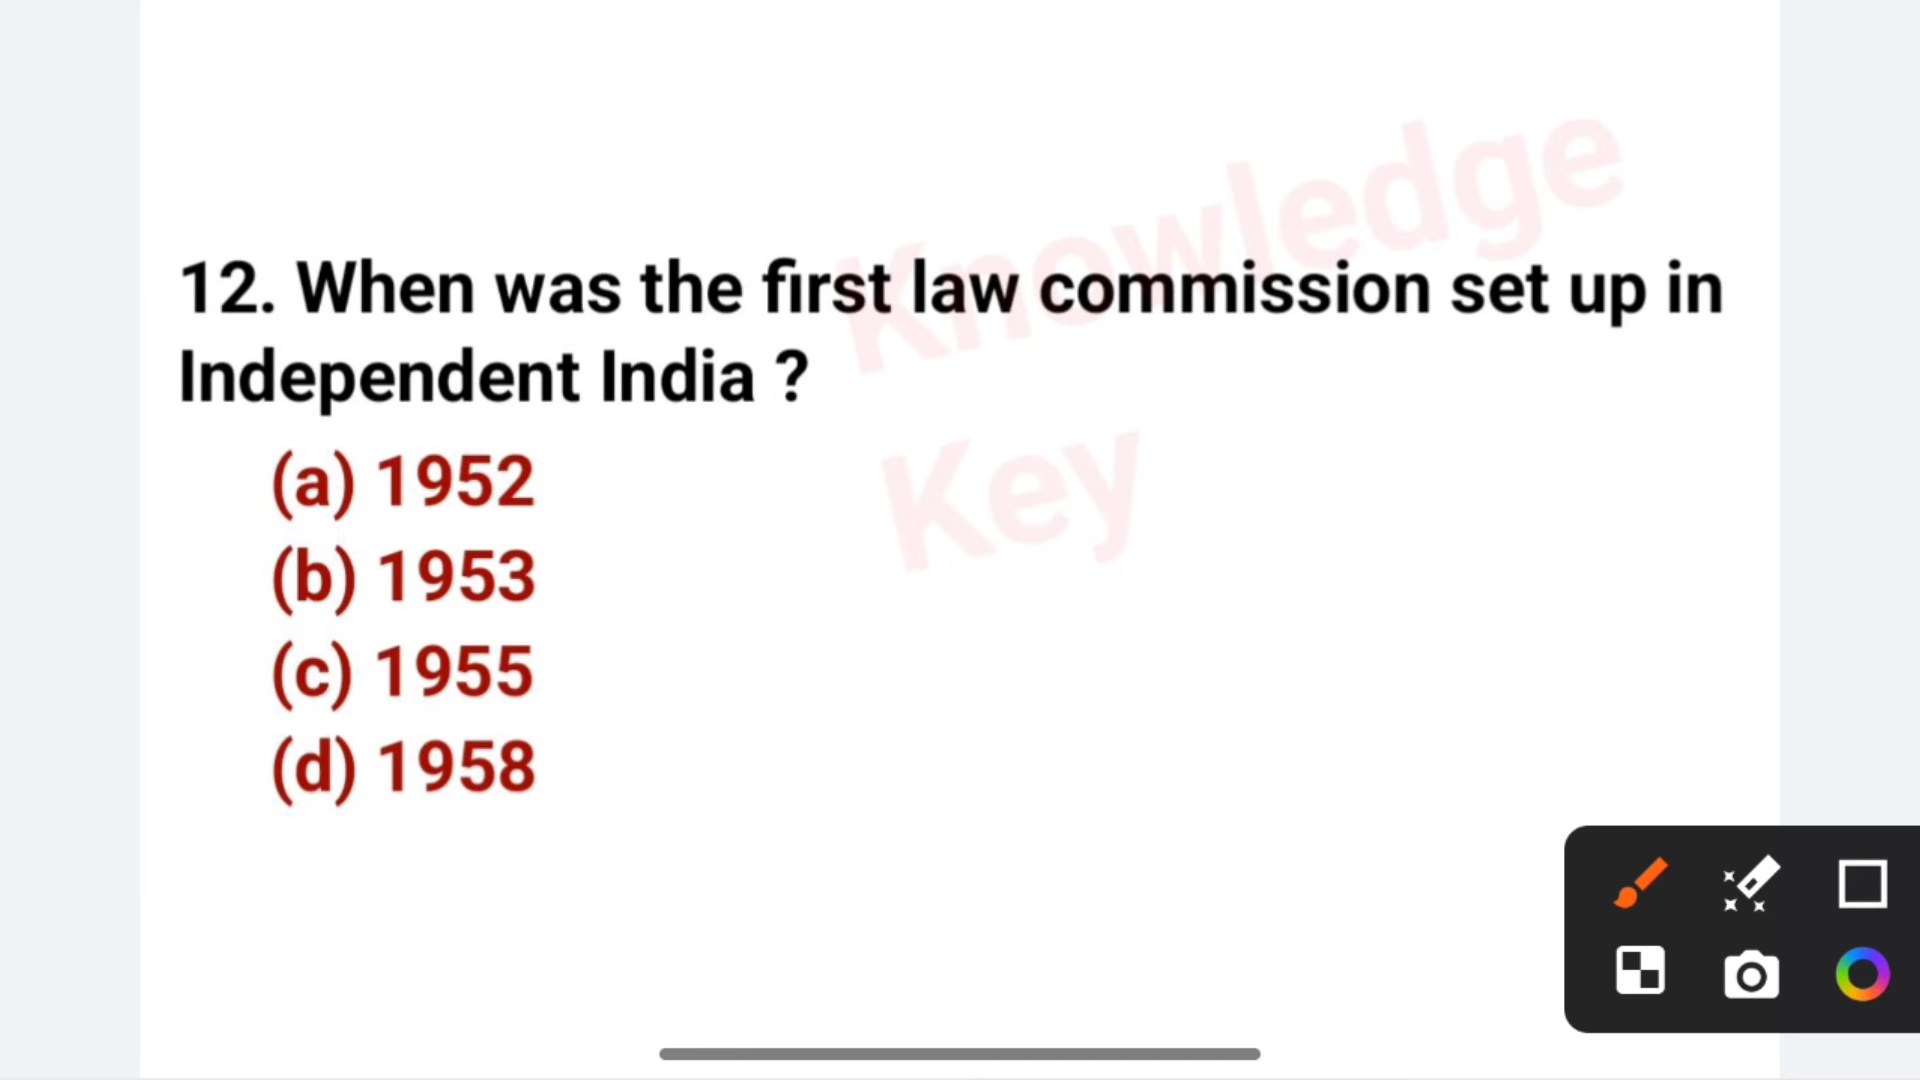 Knowledge
12. When was the first law commission set up in
Independent India ?
Key
(a) 1952
(b) 1953
(c) 1955
(d) 1958